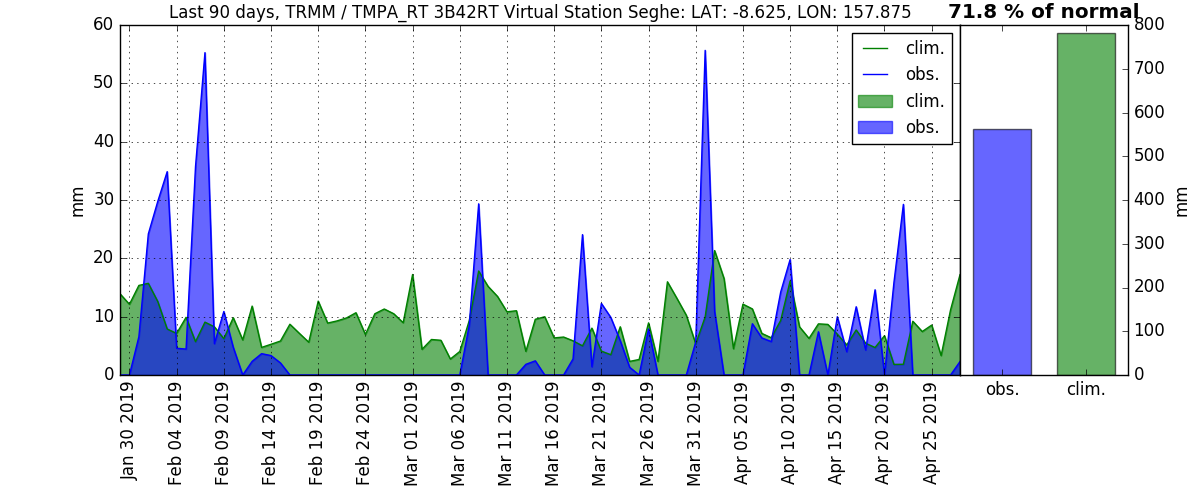 Last 90 days, TRMM / TMPA_RT 3B42RT Virtual Station Seghe: LAT: -8.625, LON: 157.875
71.8 % of normal
60
50
40
30
20
10
0
mm
clim.
obs.
clim.
obs.
Jan 30 2019
Feb 04 2019
Feb 09 2019
Feb 14 2019
Feb 19 2019
Feb 24 2019
Mar 01 2019
Mar 06 2019
Mar 11 2019
Mar 16 2019
Mar 21 2019
Mar 26 2019
Mar 31 2019
Apr 05 2019
Apr 10 2019
Apr 15 2019
Apr 20 2019
Apr 25 2019
800
700
600
500
400
300
200
100
0
mm
obs.
clim.